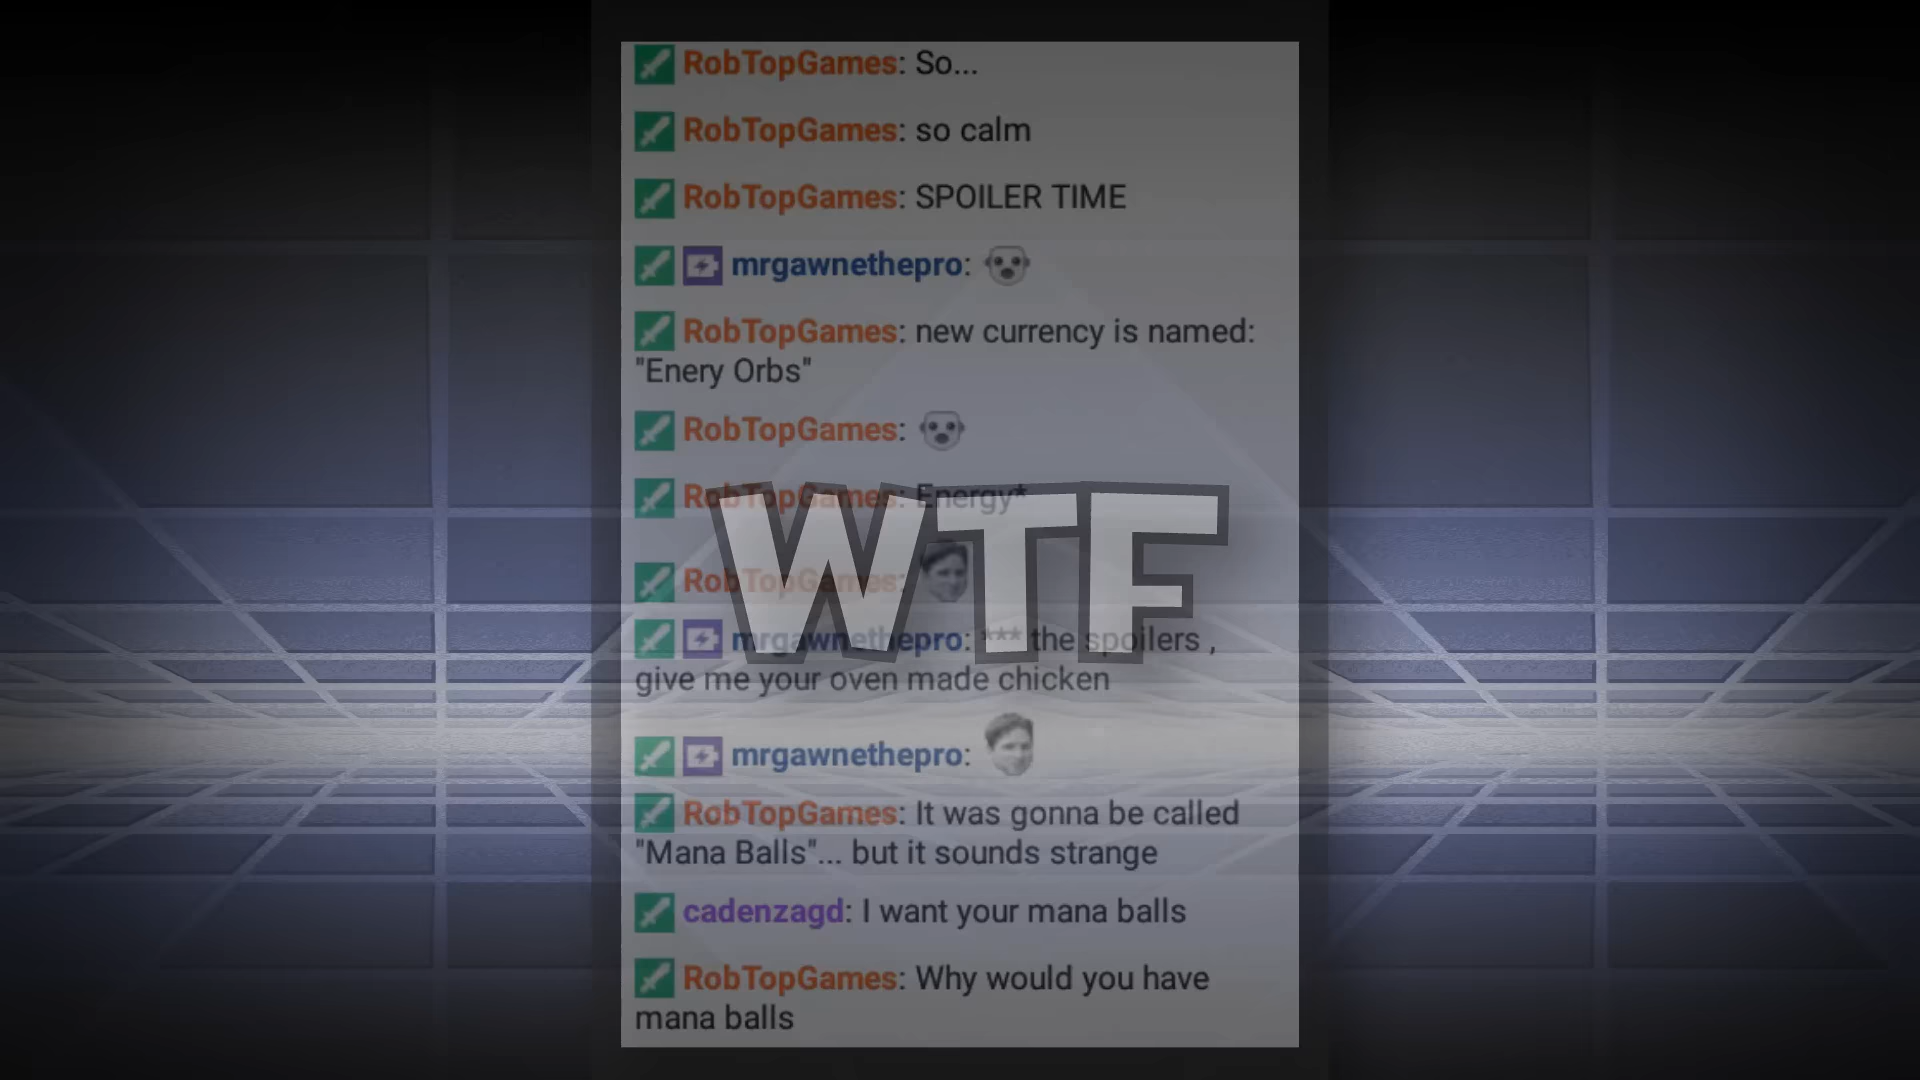 RobTopGames: So...
RobTopGames: so calm
RobTopGames: SPOILER TIME
mrgawnethepro:
RobTopGames: new currency is named:
"Enery Orbs"
RobTopGames:
RobTopGames: Energy*
RobTopGames:
WTF
mrgawnethepro: *** the spoilers ,
give me your oven made chicken
mrgawnethepro:
RobTopGames: It was gonna be called
"Mana Balls"... but it sounds strange
cadenzagd: I want your mana balls
RobTopGames: Why would you have
mana balls